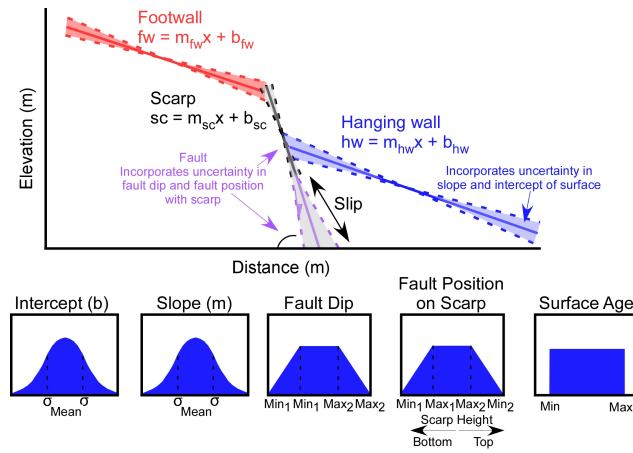 Footwall
fw = m_fw x + b_fw
Scarp
sc = m_sc x + b_sc
Hanging wall
hw = m_hw x + b_hw
Fault
Incorporates uncertainty in
fault dip and fault position
with scarp
Incorporates uncertainty in
slope and intercept of surface
Slip
Elevation (m)
Distance (m)
Intercept (b)
σ σ
Mean
Slope (m)
σ σ
Mean
Fault Dip
Min₁ Min₁ Max₂ Max₂
Fault Position
on Scarp
Min₁ Max₁ Max₂ Min₂
Scarp Height
Bottom Top
Surface Age
Min Max